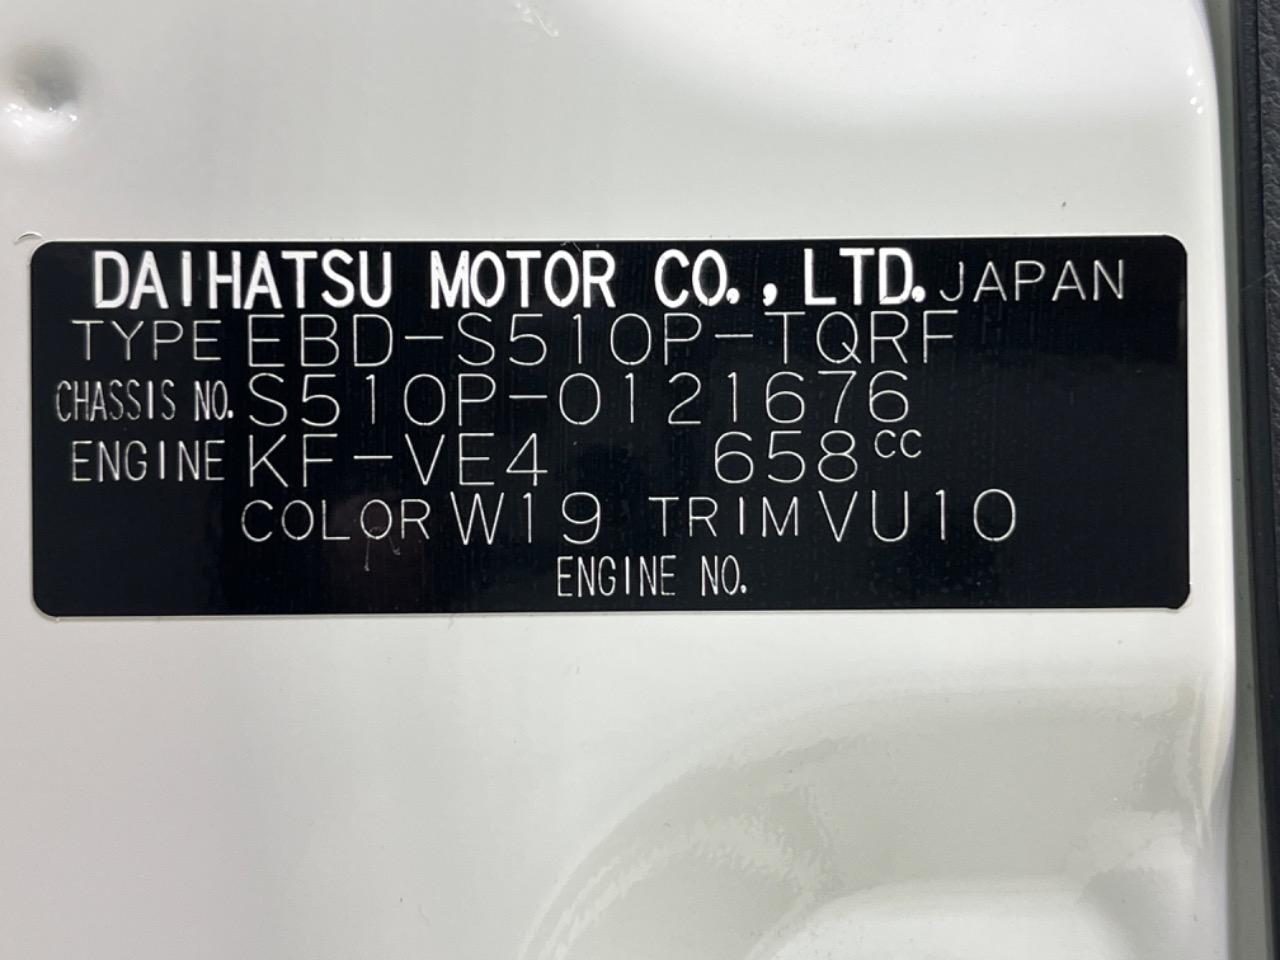 DAIHATSU MOTOR CO.,LTD. JAPAN
TYPE EBD-S510P-TQRF
CHASSIS NO. S510P-0121676
ENGINE KF-VE4 658cc
COLOR W19 TRIM VU10
ENGINE NO.